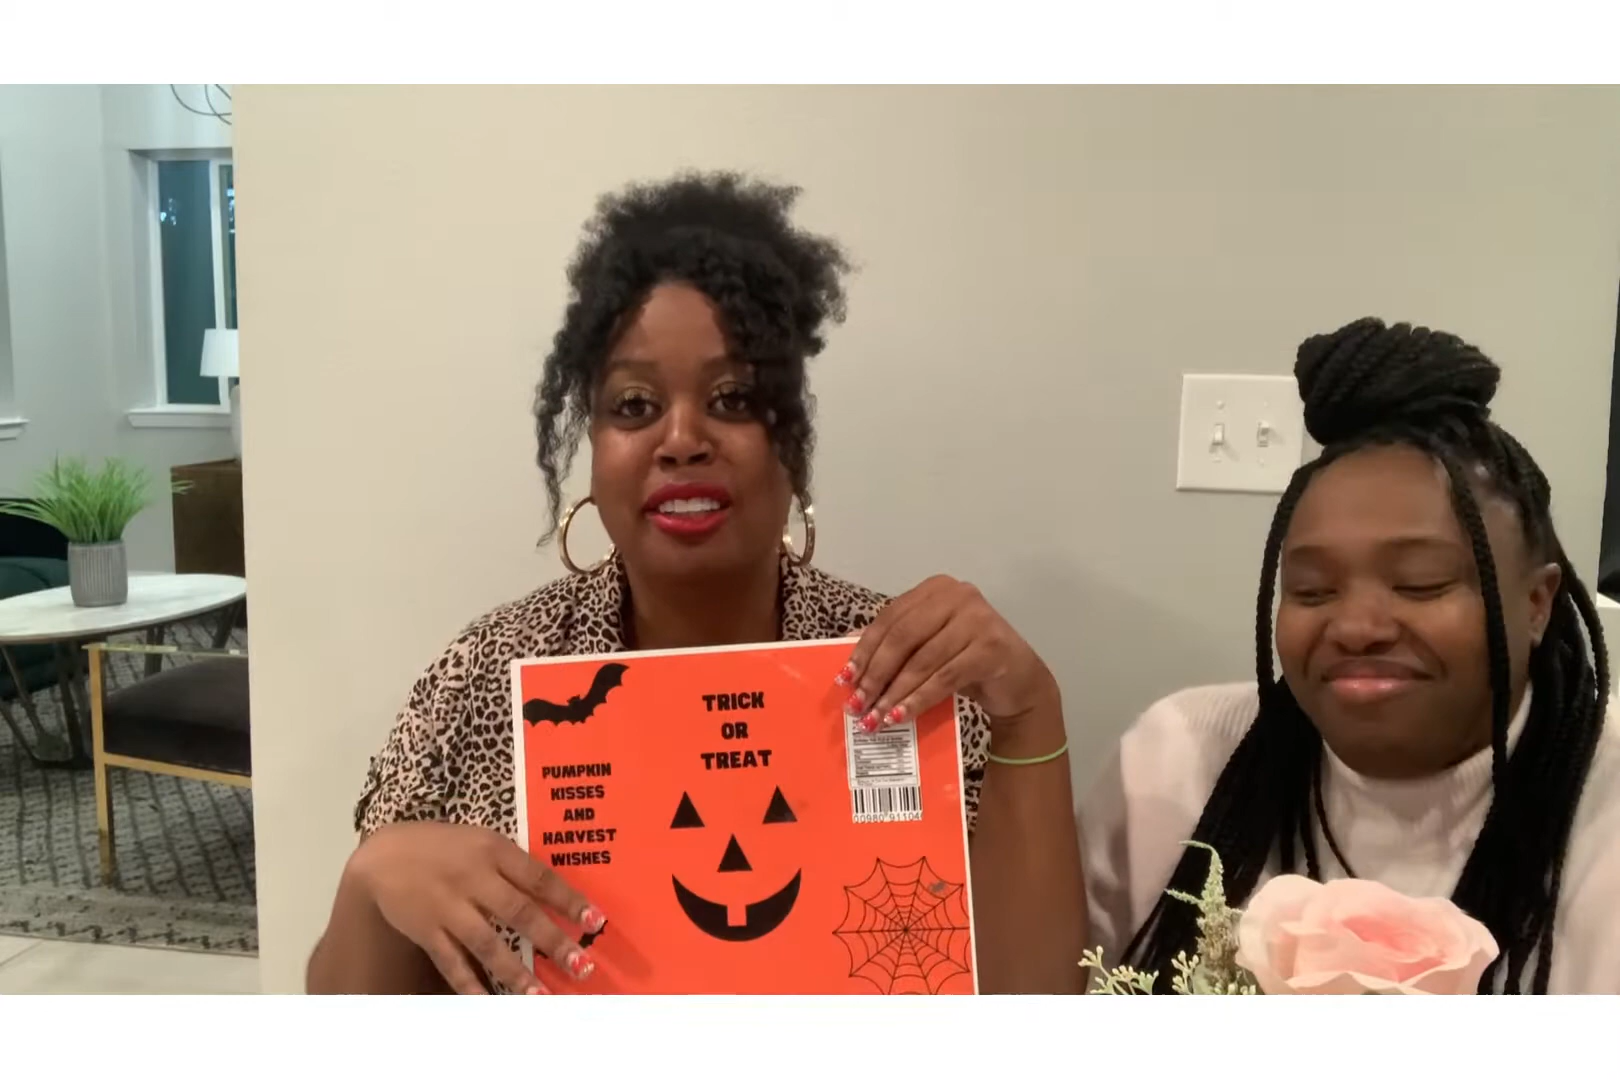 TRICK
OR
TREAT
PUMPKIN
KISSES
AND
HARVEST
WISHES